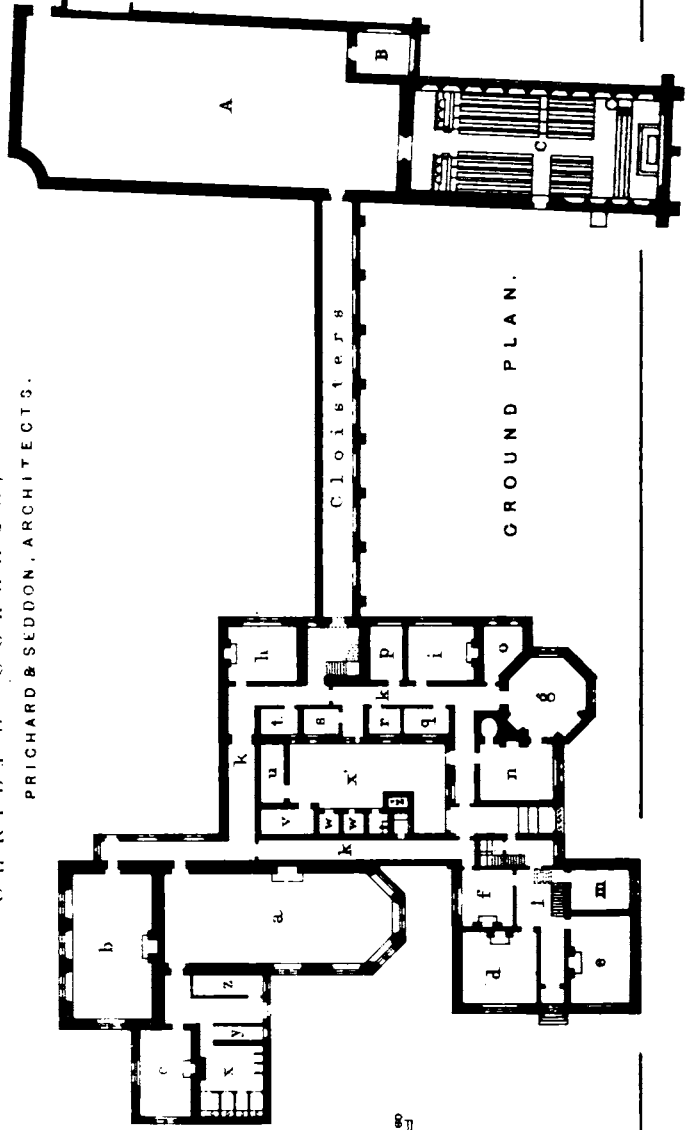 PRICHARD & SEDDON, ARCHITECTS.
GROUND PLAN.
Cloisters
A
B
C
a
b
c
d
e
f
g
h
i
k
k
k
l
m
n
o
p
q
r
s
t
u
v
w
w
x
x'
y
z
z